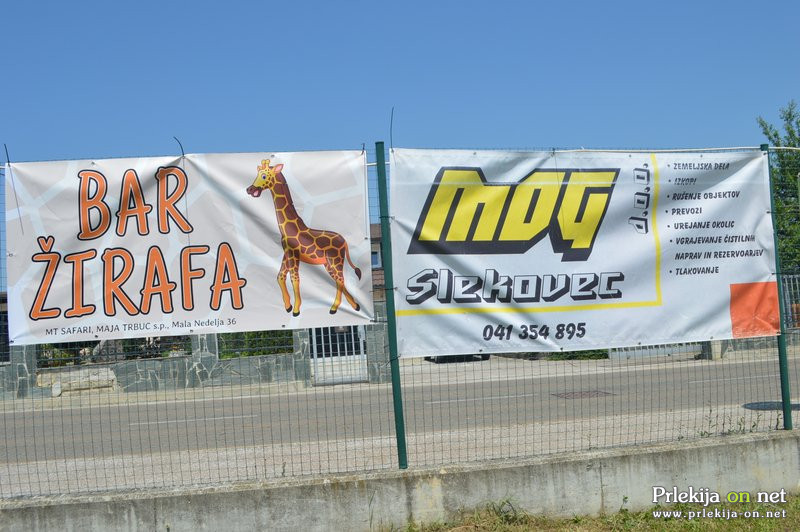 BAR
ŽIRAFA
MT SAFARI, MAJA TRBUC s.p., Mala Nedelja 36
MOG
d.o.o.
Slekovec
041 354 895
• ZEMELJSKA DELA
• IZKOPI
• RUŠENJE OBJEKTOV
• PREVOZI
• UREJANJE OKOLIC
• VGRAJEVANJE ČISTILNIH
NAPRAV IN REZERVOARJEV
• TLAKOVANJE
Prlekija.on.net
www.prlekija-on.net